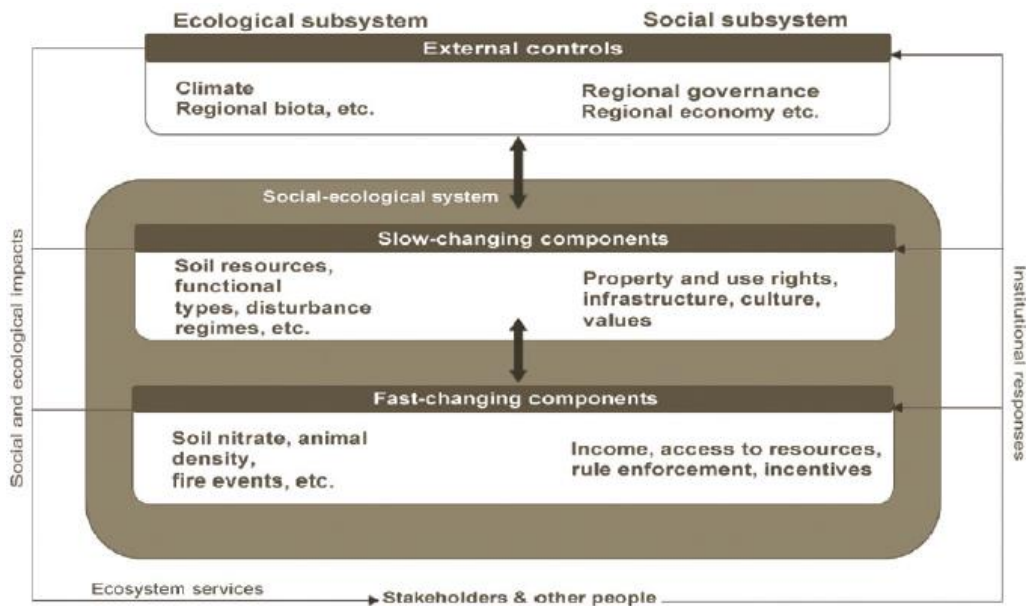 Ecological subsystem
Social subsystem
External controls
Climate
Regional biota, etc.
Regional governance
Regional economy etc.
Social-ecological system
Slow-changing components
Soil resources,
functional
types, disturbance
regimes, etc.
Property and use rights,
infrastructure, culture,
values
Fast-changing components
Soil nitrate, animal
density,
fire events, etc.
Income, access to resources,
rule enforcement, incentives
Social and ecological impacts
Institutional responses
Ecosystem services
Stakeholders & other people